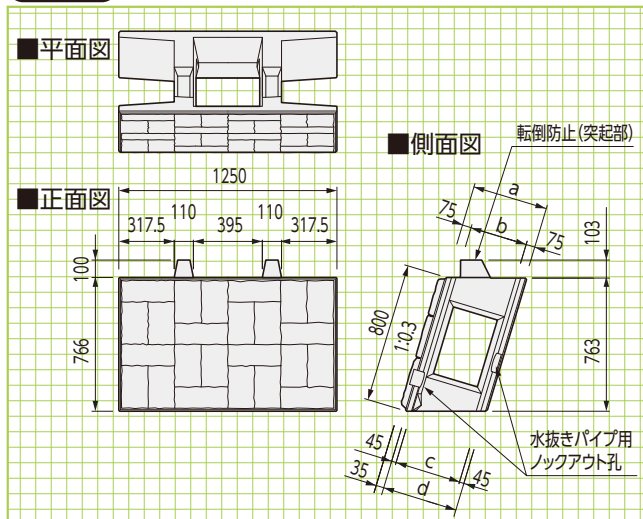 ■平面図
■側面図
転倒防止（突起部）
a
75
b
75
103
763
800
1:0.3
水抜きパイプ用
ノックアウト孔
45
c
45
35
d
■正面図
1250
317.5
110
395
110
317.5
100
766